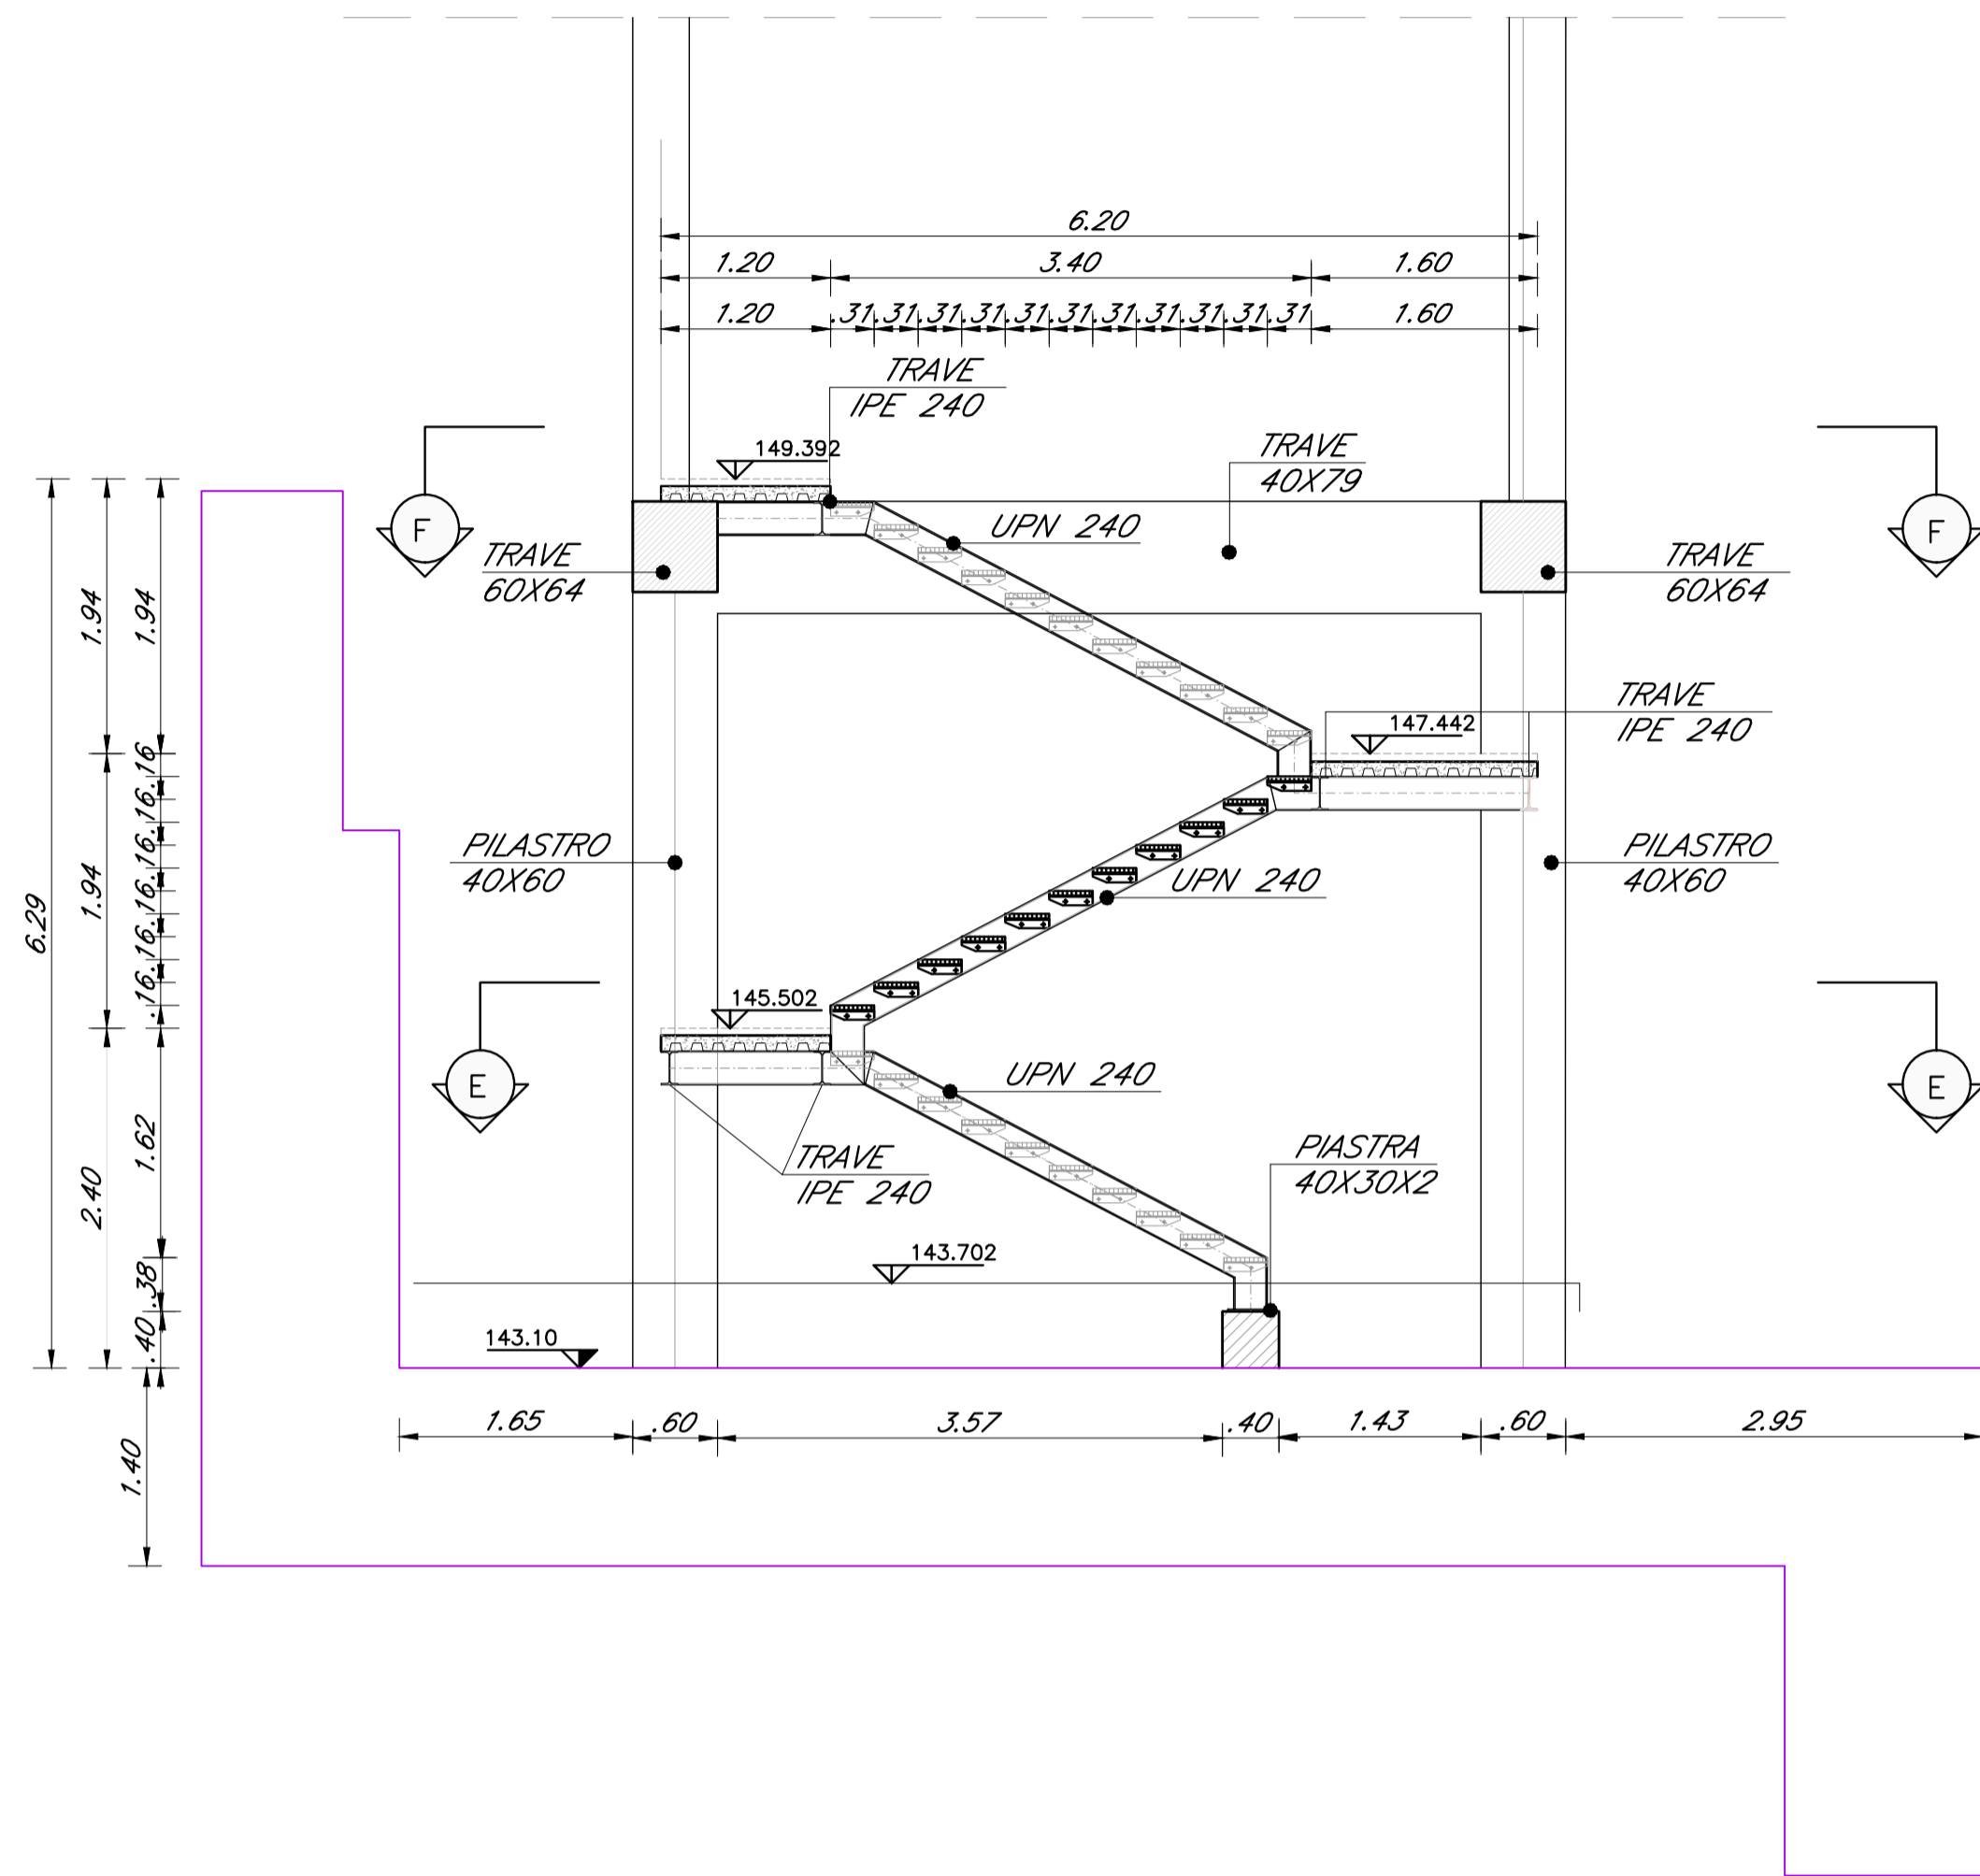 6.20
1.20 3.40 1.60
1.20 .31 .31 .31 .31 .31 .31 .31 .31 .31 .31 .31 1.60
TRAVE
IPE 240
149.392
TRAVE
40X79
F
UPN 240
F
TRAVE
60X64
TRAVE
60X64
1.94
1.94
TRAVE
IPE 240
147.442
.16
.16
.16
.16
.16
.16
PILASTRO
40X60
PILASTRO
40X60
1.94
6.29
UPN 240
145.502
E
UPN 240
E
1.62
2.40
TRAVE
IPE 240
PIASTRA
40X30X2
143.702
.38
.40
143.10
1.65 .60 3.57 .40 1.43 .60 2.95
1.40